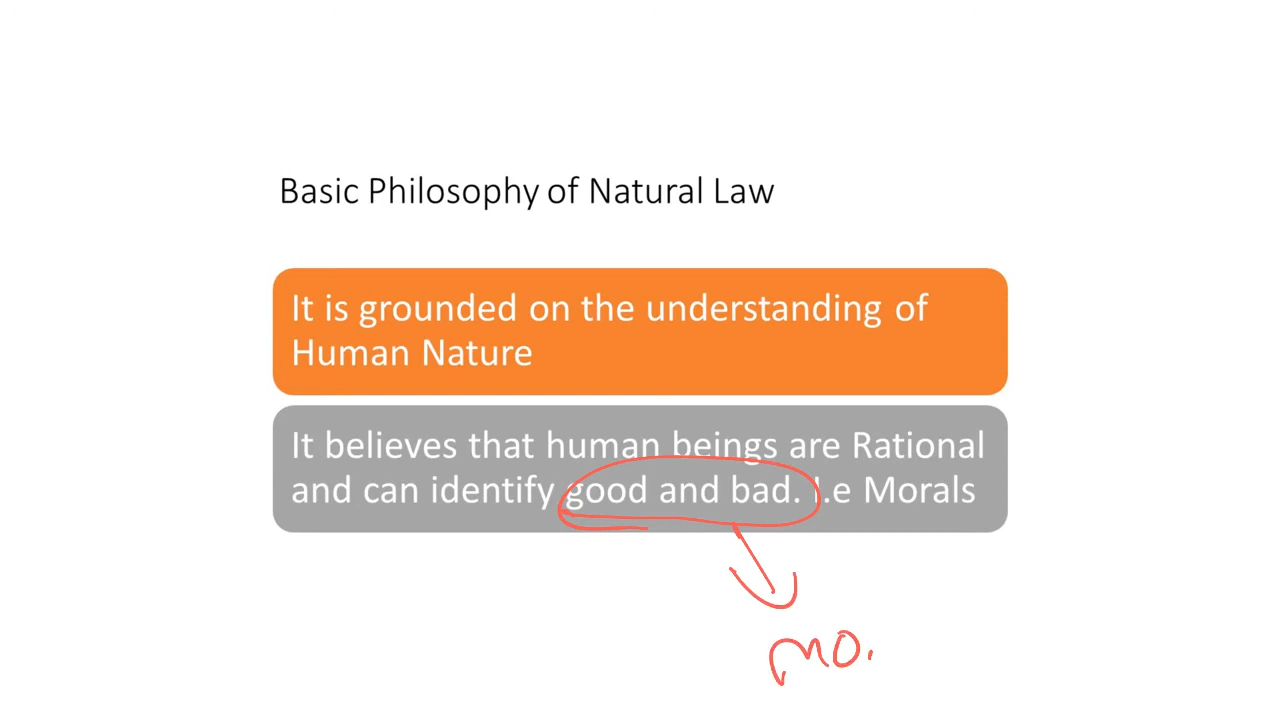 Basic Philosophy of Natural Law
It is grounded on the understanding of
Human Nature
It believes that human beings are Rational
and can identify good and bad. I.e Morals
mo.